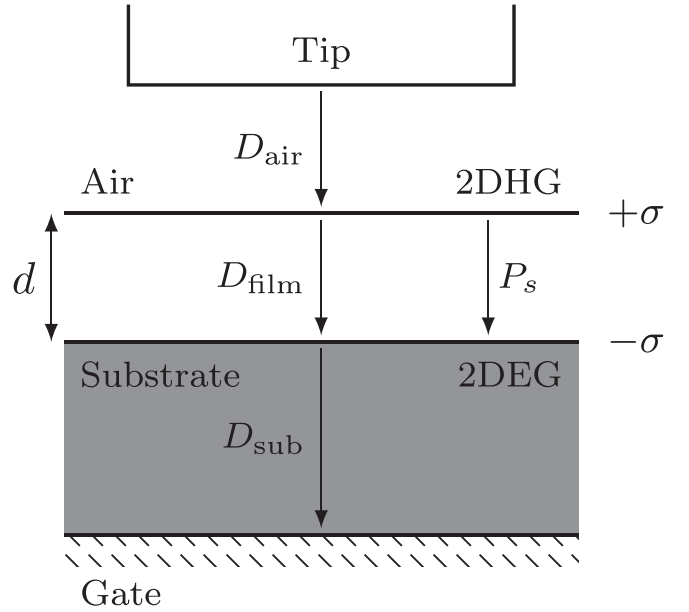 Tip
D_air
Air 2DHG +σ
d D_film P_s
−σ
Substrate 2DEG
D_sub
Gate